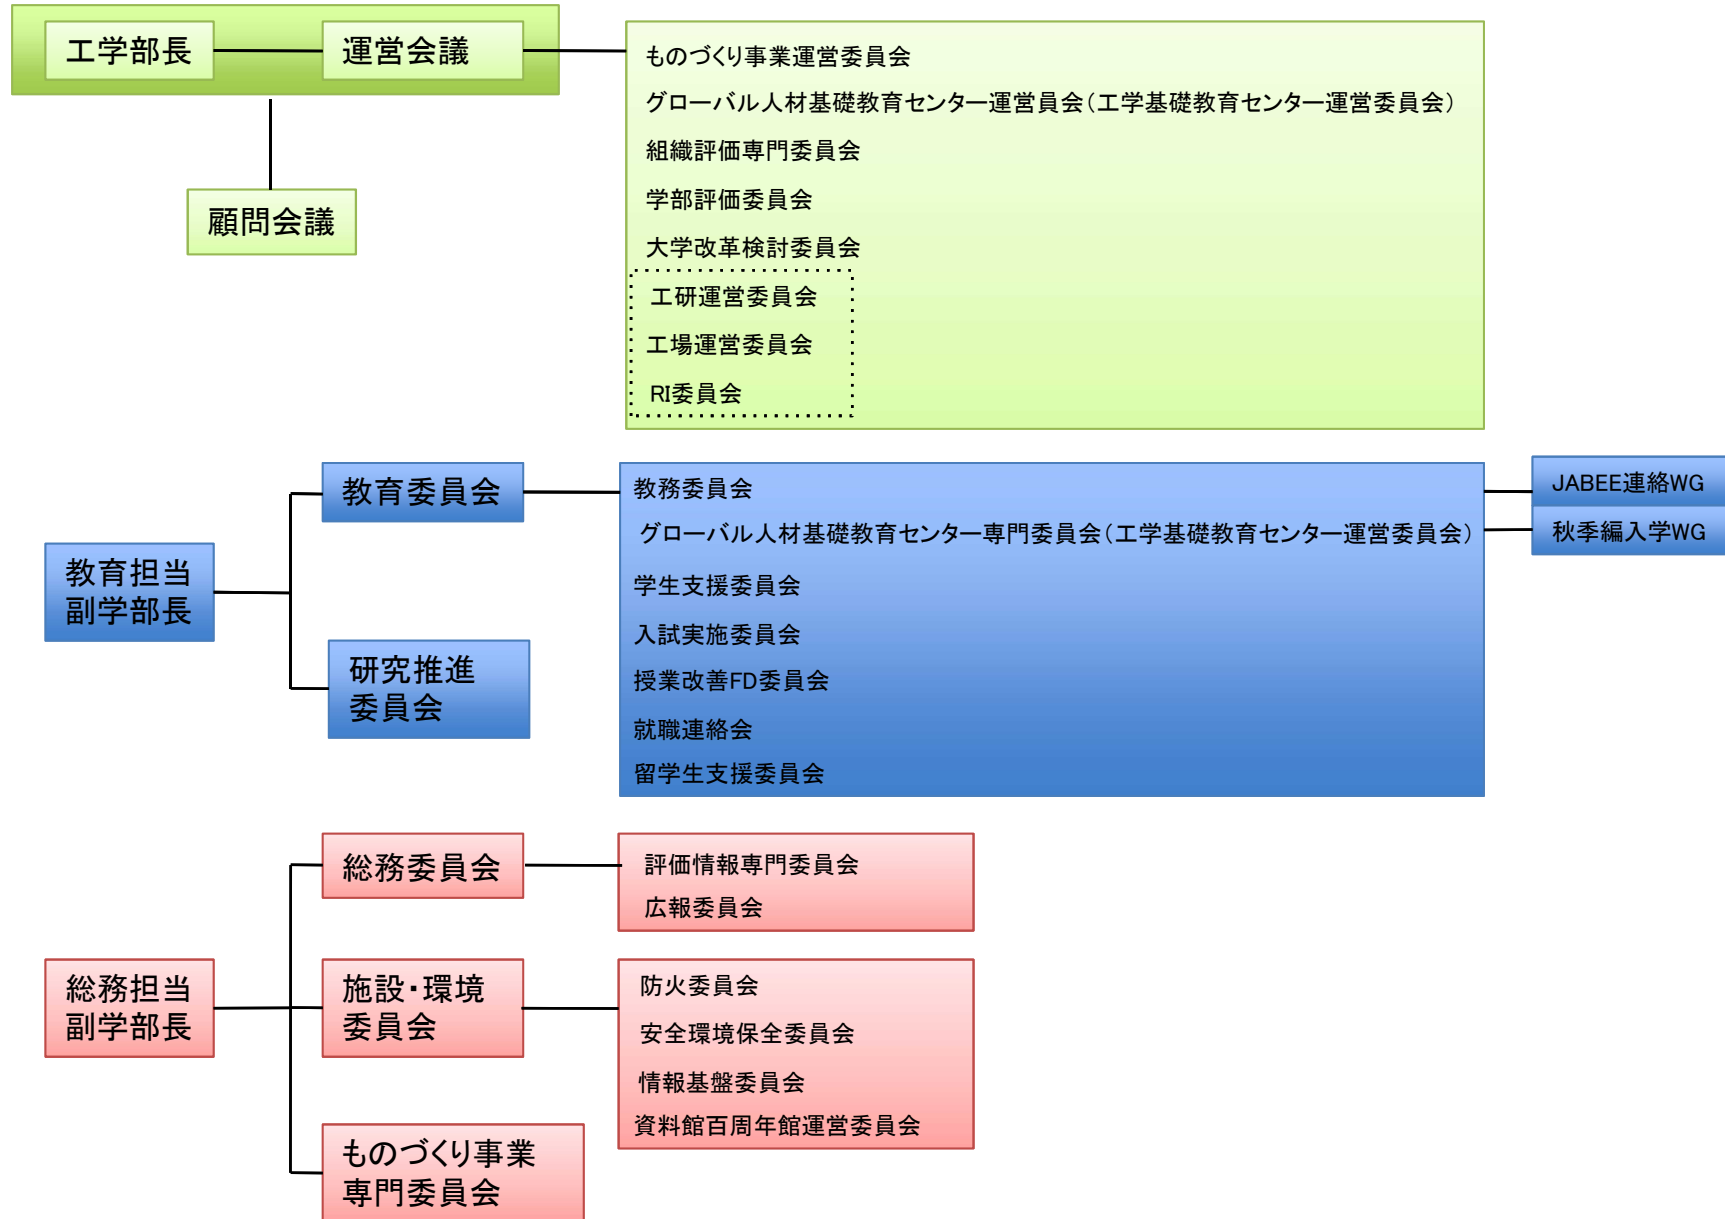 工学部長
運営会議
顧問会議
ものづくり事業運営委員会
グローバル人材基礎教育センター運営員会(工学基礎教育センター運営委員会)
組織評価専門委員会
学部評価委員会
大学改革検討委員会
工研運営委員会
工場運営委員会
RI委員会
教育担当
副学部長
教育委員会
研究推進
委員会
教務委員会
グローバル人材基礎教育センター専門委員会(工学基礎教育センター運営委員会)
学生支援委員会
入試実施委員会
授業改善FD委員会
就職連絡会
留学生支援委員会
JABEE連絡WG
秋季編入学WG
総務担当
副学部長
総務委員会
評価情報専門委員会
広報委員会
施設・環境
委員会
防火委員会
安全環境保全委員会
情報基盤委員会
資料館百周年館運営委員会
ものづくり事業
専門委員会